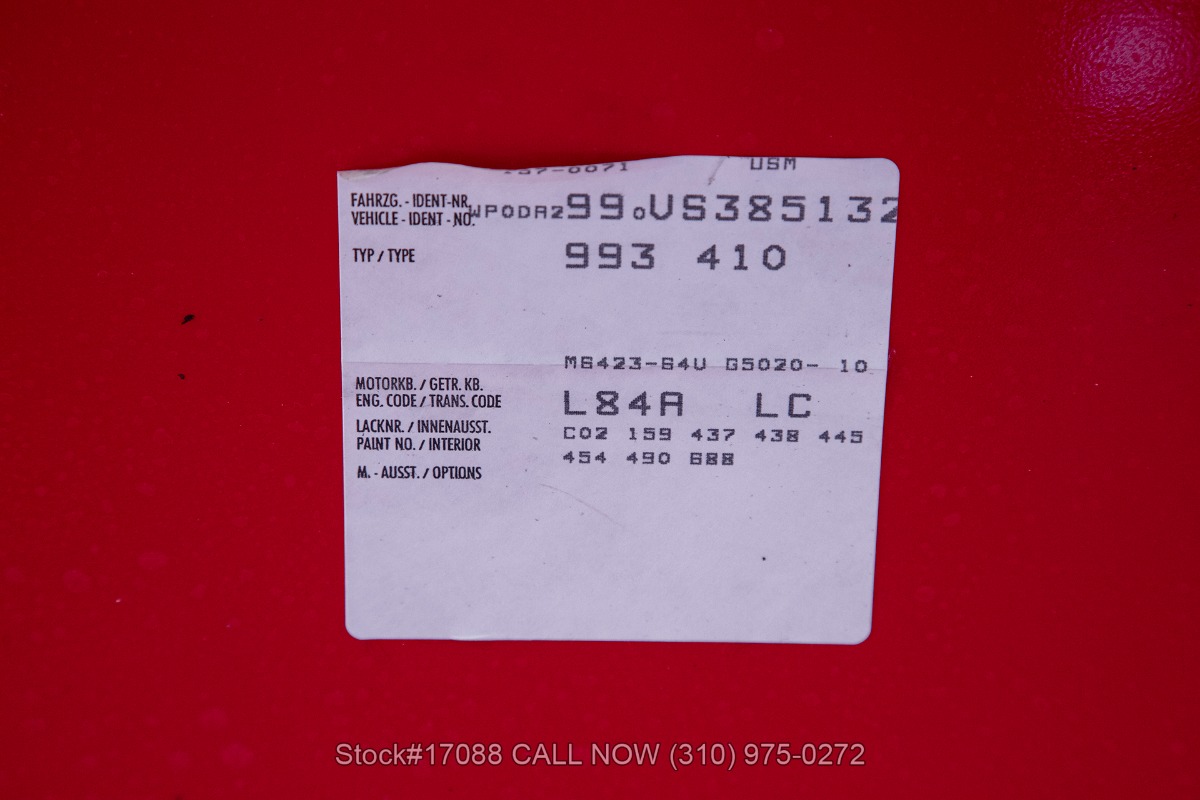 -0071 USM
FAHRZG. - IDENT-NR.
VEHICLE - IDENT - NO. WP0DA299oVS385132
TYP / TYPE 993 410
M6423-64U G5020- 10
MOTORKB. / GETR. KB.
ENG. CODE / TRANS. CODE L84A LC
LACKNR. / INNENAUSST. C02 159 437 438 445
PAINT NO. / INTERIOR 454 490 688
M. - AUSST. / OPTIONS
Stock#17088 CALL NOW (310) 975-0272